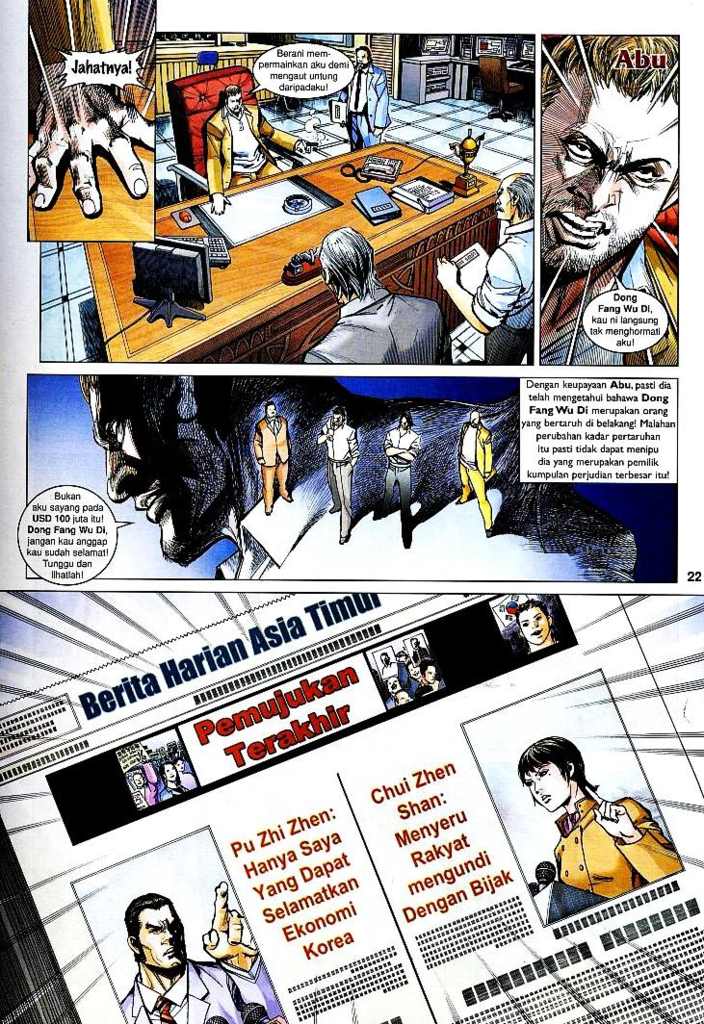 Jahatnya!
Berani mem-
permainkan aku demi
mengaut untung
daripadaku!
Abu
Dong
Fang Wu Di,
kau ni langsung
tak menghormati
aku!
Dengan keupayaan Abu, pasti dia
telah mengetahui bahawa Dong
Fang Wu Di merupakan orang
yang bertaruh di belakang! Malahan
perubahan kadar pertaruhan
itu pasti tidak dapat menipu
dia yang merupakan pemilik
kumpulan perjudian terbesar itu!
Bukan
aku sayang pada
USD 100 juta itu!
Dong Fang Wu Di,
jangan kau anggap
kau sudah selamat!
Tunggu dan
lihatlah!
22
Berita Harian Asia Timur
Pemujukan
Terakhir
Pu Zhi Zhen:
Hanya Saya
Yang Dapat
Selamatkan
Ekonomi
Korea
Chui Zhen
Shan:
Menyeru
Rakyat
mengundi
Dengan Bijak